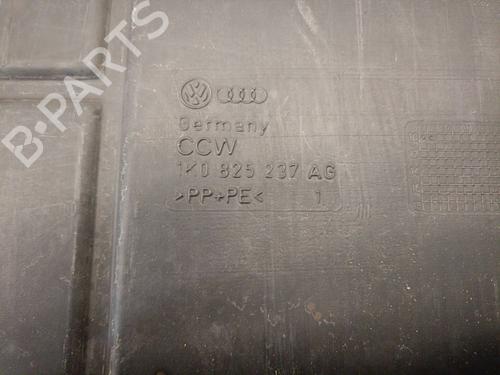 B-PARTS
Germany
CCW
1K0 825 237 AG
>PP+PE< 1